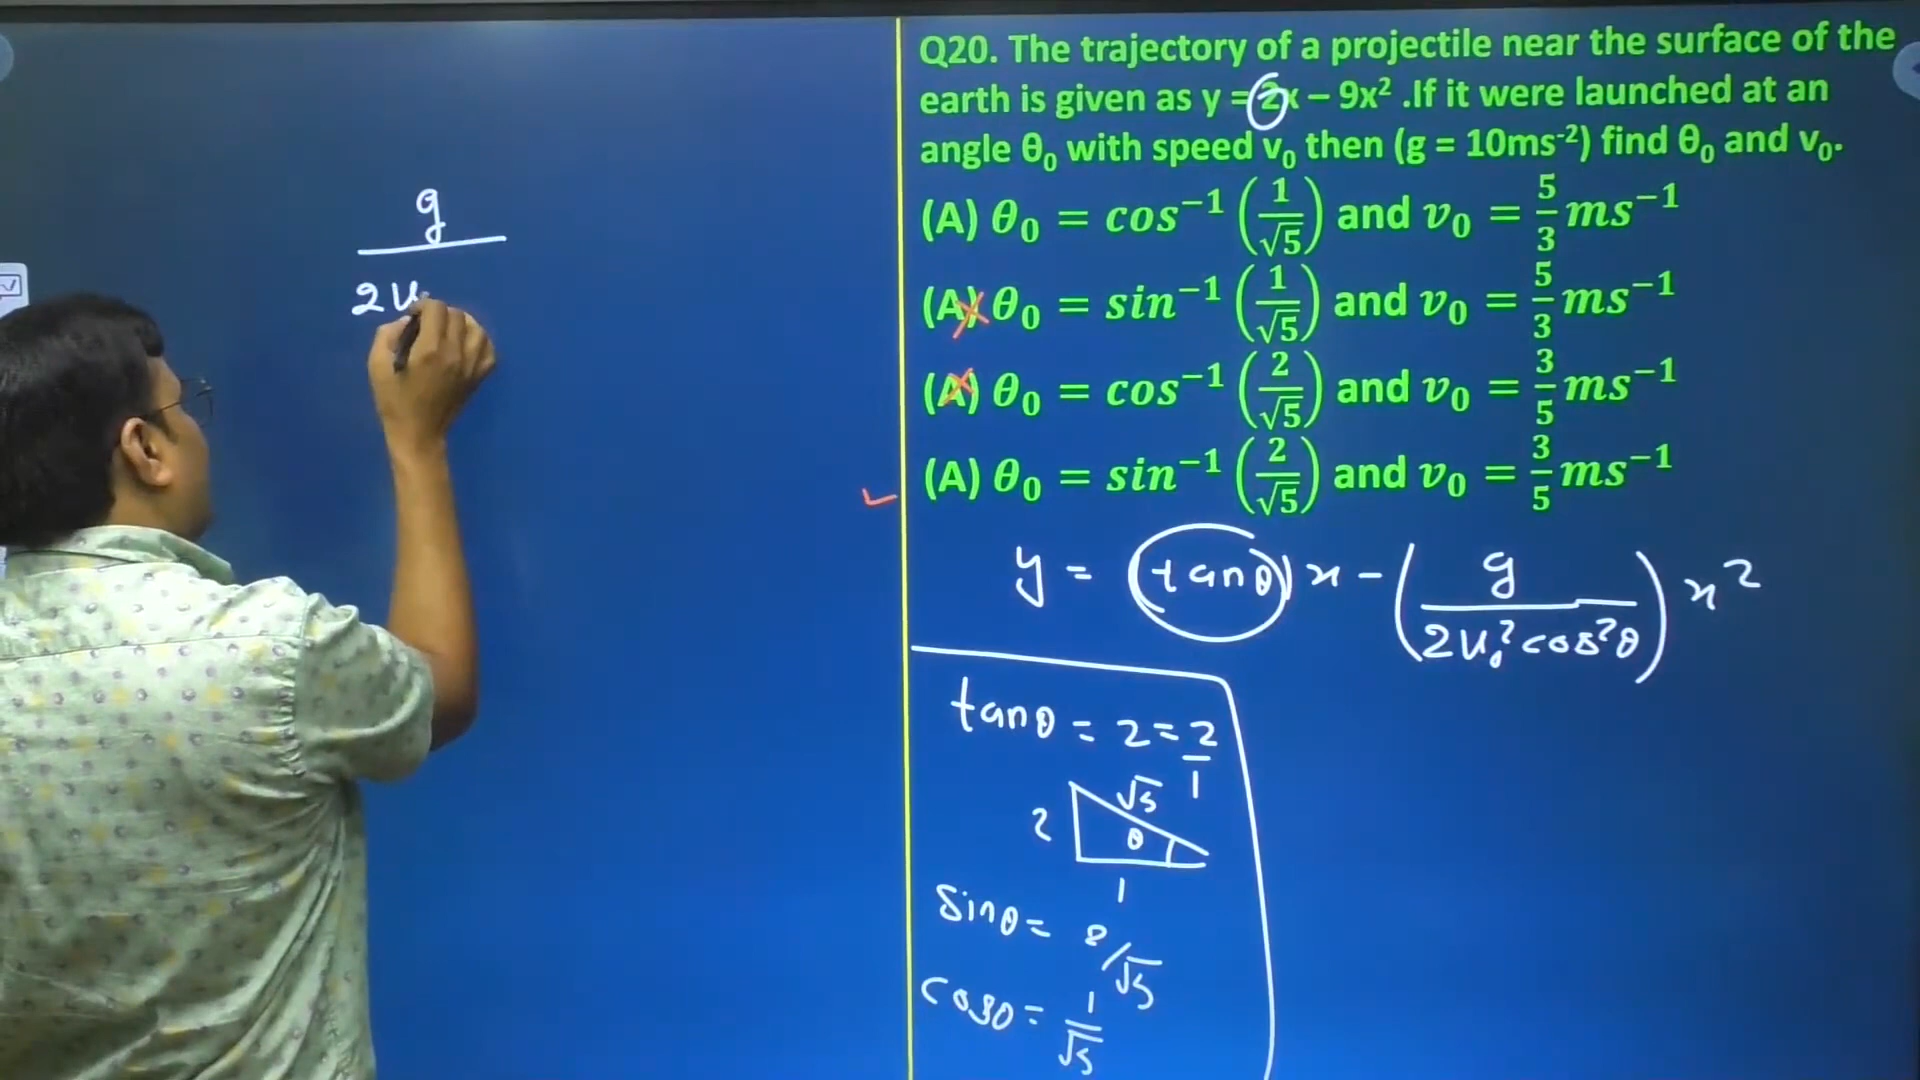 Q20. The trajectory of a projectile near the surface of the
earth is given as y = 2x – 9x² .If it were launched at an
angle θ₀ with speed v₀ then (g = 10ms⁻²) find θ₀ and v₀.
(A) θ₀ = cos⁻¹ (1/√5) and v₀ = 5/3 ms⁻¹
(A) θ₀ = sin⁻¹ (1/√5) and v₀ = 5/3 ms⁻¹
(A) θ₀ = cos⁻¹ (2/√5) and v₀ = 3/5 ms⁻¹
(A) θ₀ = sin⁻¹ (2/√5) and v₀ = 3/5 ms⁻¹
y = (tanθ) x – (g / 2u₀² cos²θ) x²
tanθ = 2 = 2/1
√5
2
θ
1
sinθ = 2/√5
cosθ = 1/√5
g
2u